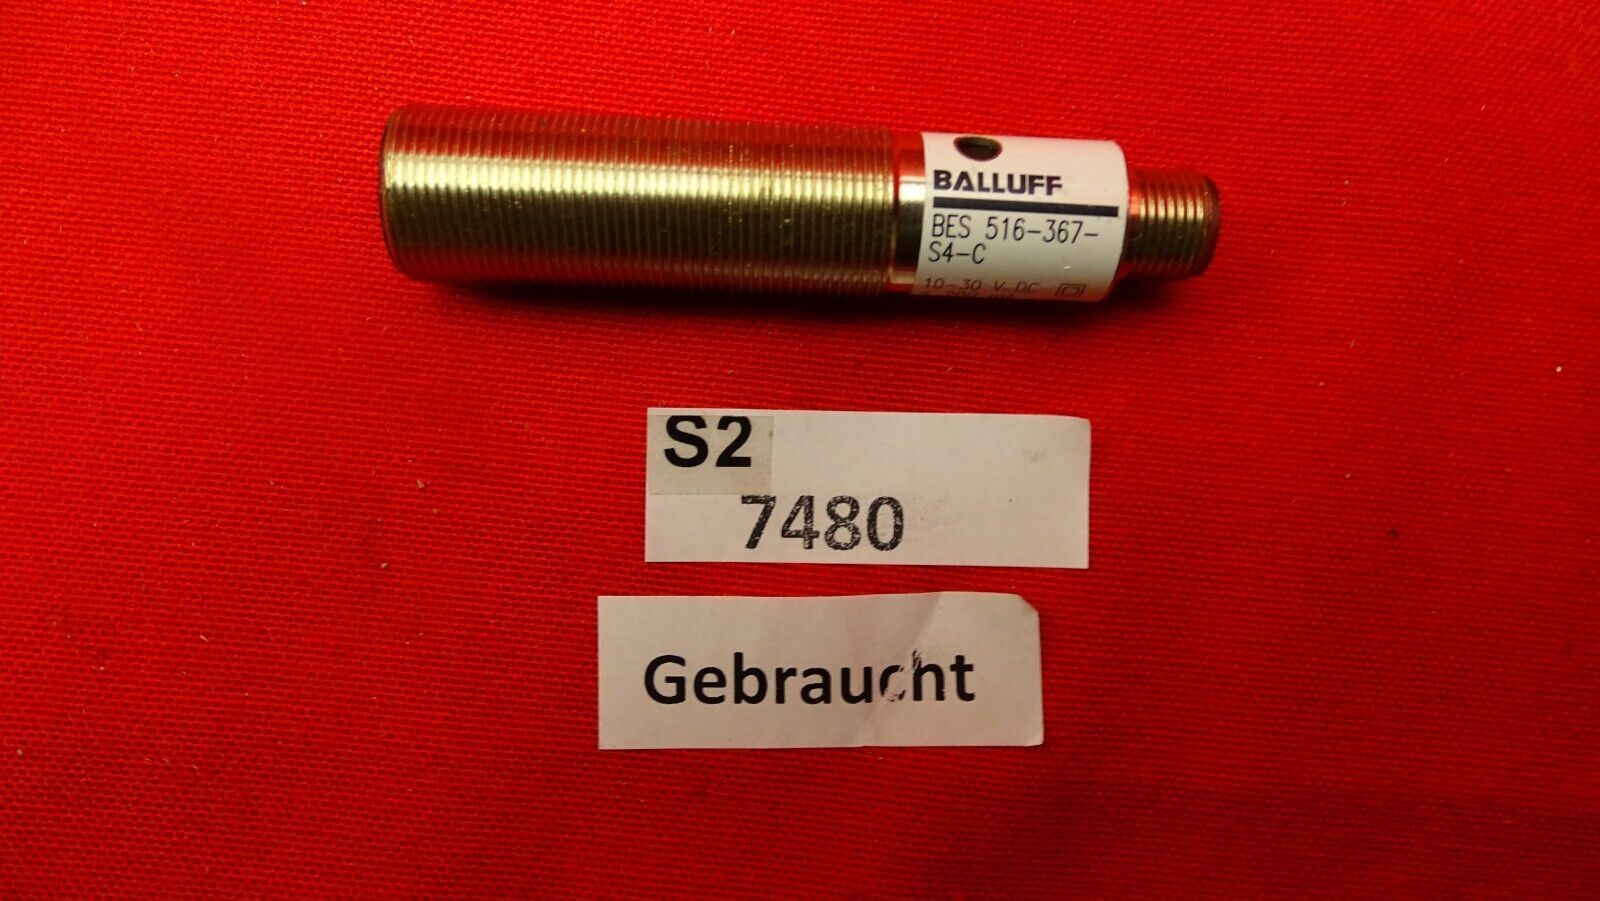 BALLUFF
BES 516-367-
S4-C
10-30 V DC
S2
7480
Gebraucht